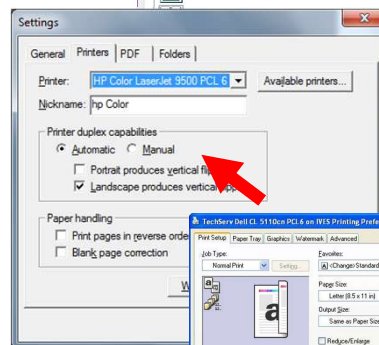 Settings
General Printers PDF Folders
Printer: HP Color LaserJet 9500 PCL 6 Available printers...
Nickname: hp Color
Printer duplex capabilities
Automatic Manual
Portrait produces vertical
Landscape produces vertical
Paper handling
Print pages in reverse orde
Blank page correction
W
TechServ Dell CL 5110cn PCL6 on IVES Printing Prefe
Print Setup Paper Tray Graphics Watermark Advanced
Job Type:
Normal Print Setting...
Favorites:
<Change> Standard
Paper Size:
Letter (8.5 x 11 in)
Output Size:
Same as Paper Size
Reduce/Enlarge
a